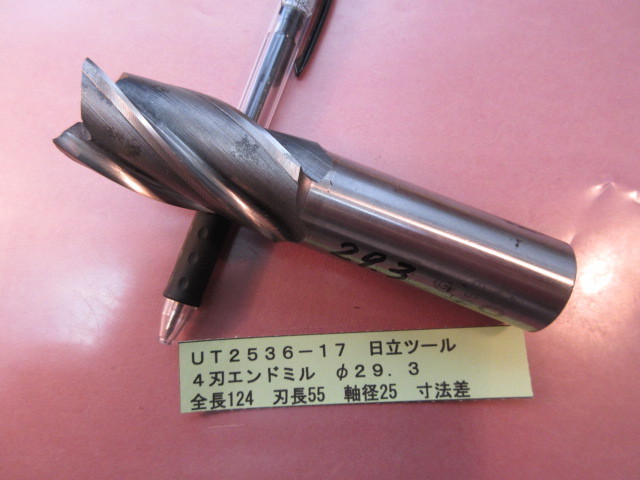 29.3
UT2536-17 日立ツール
4刃エンドミル φ29.3
全長124 刃長55 軸径25 寸法差